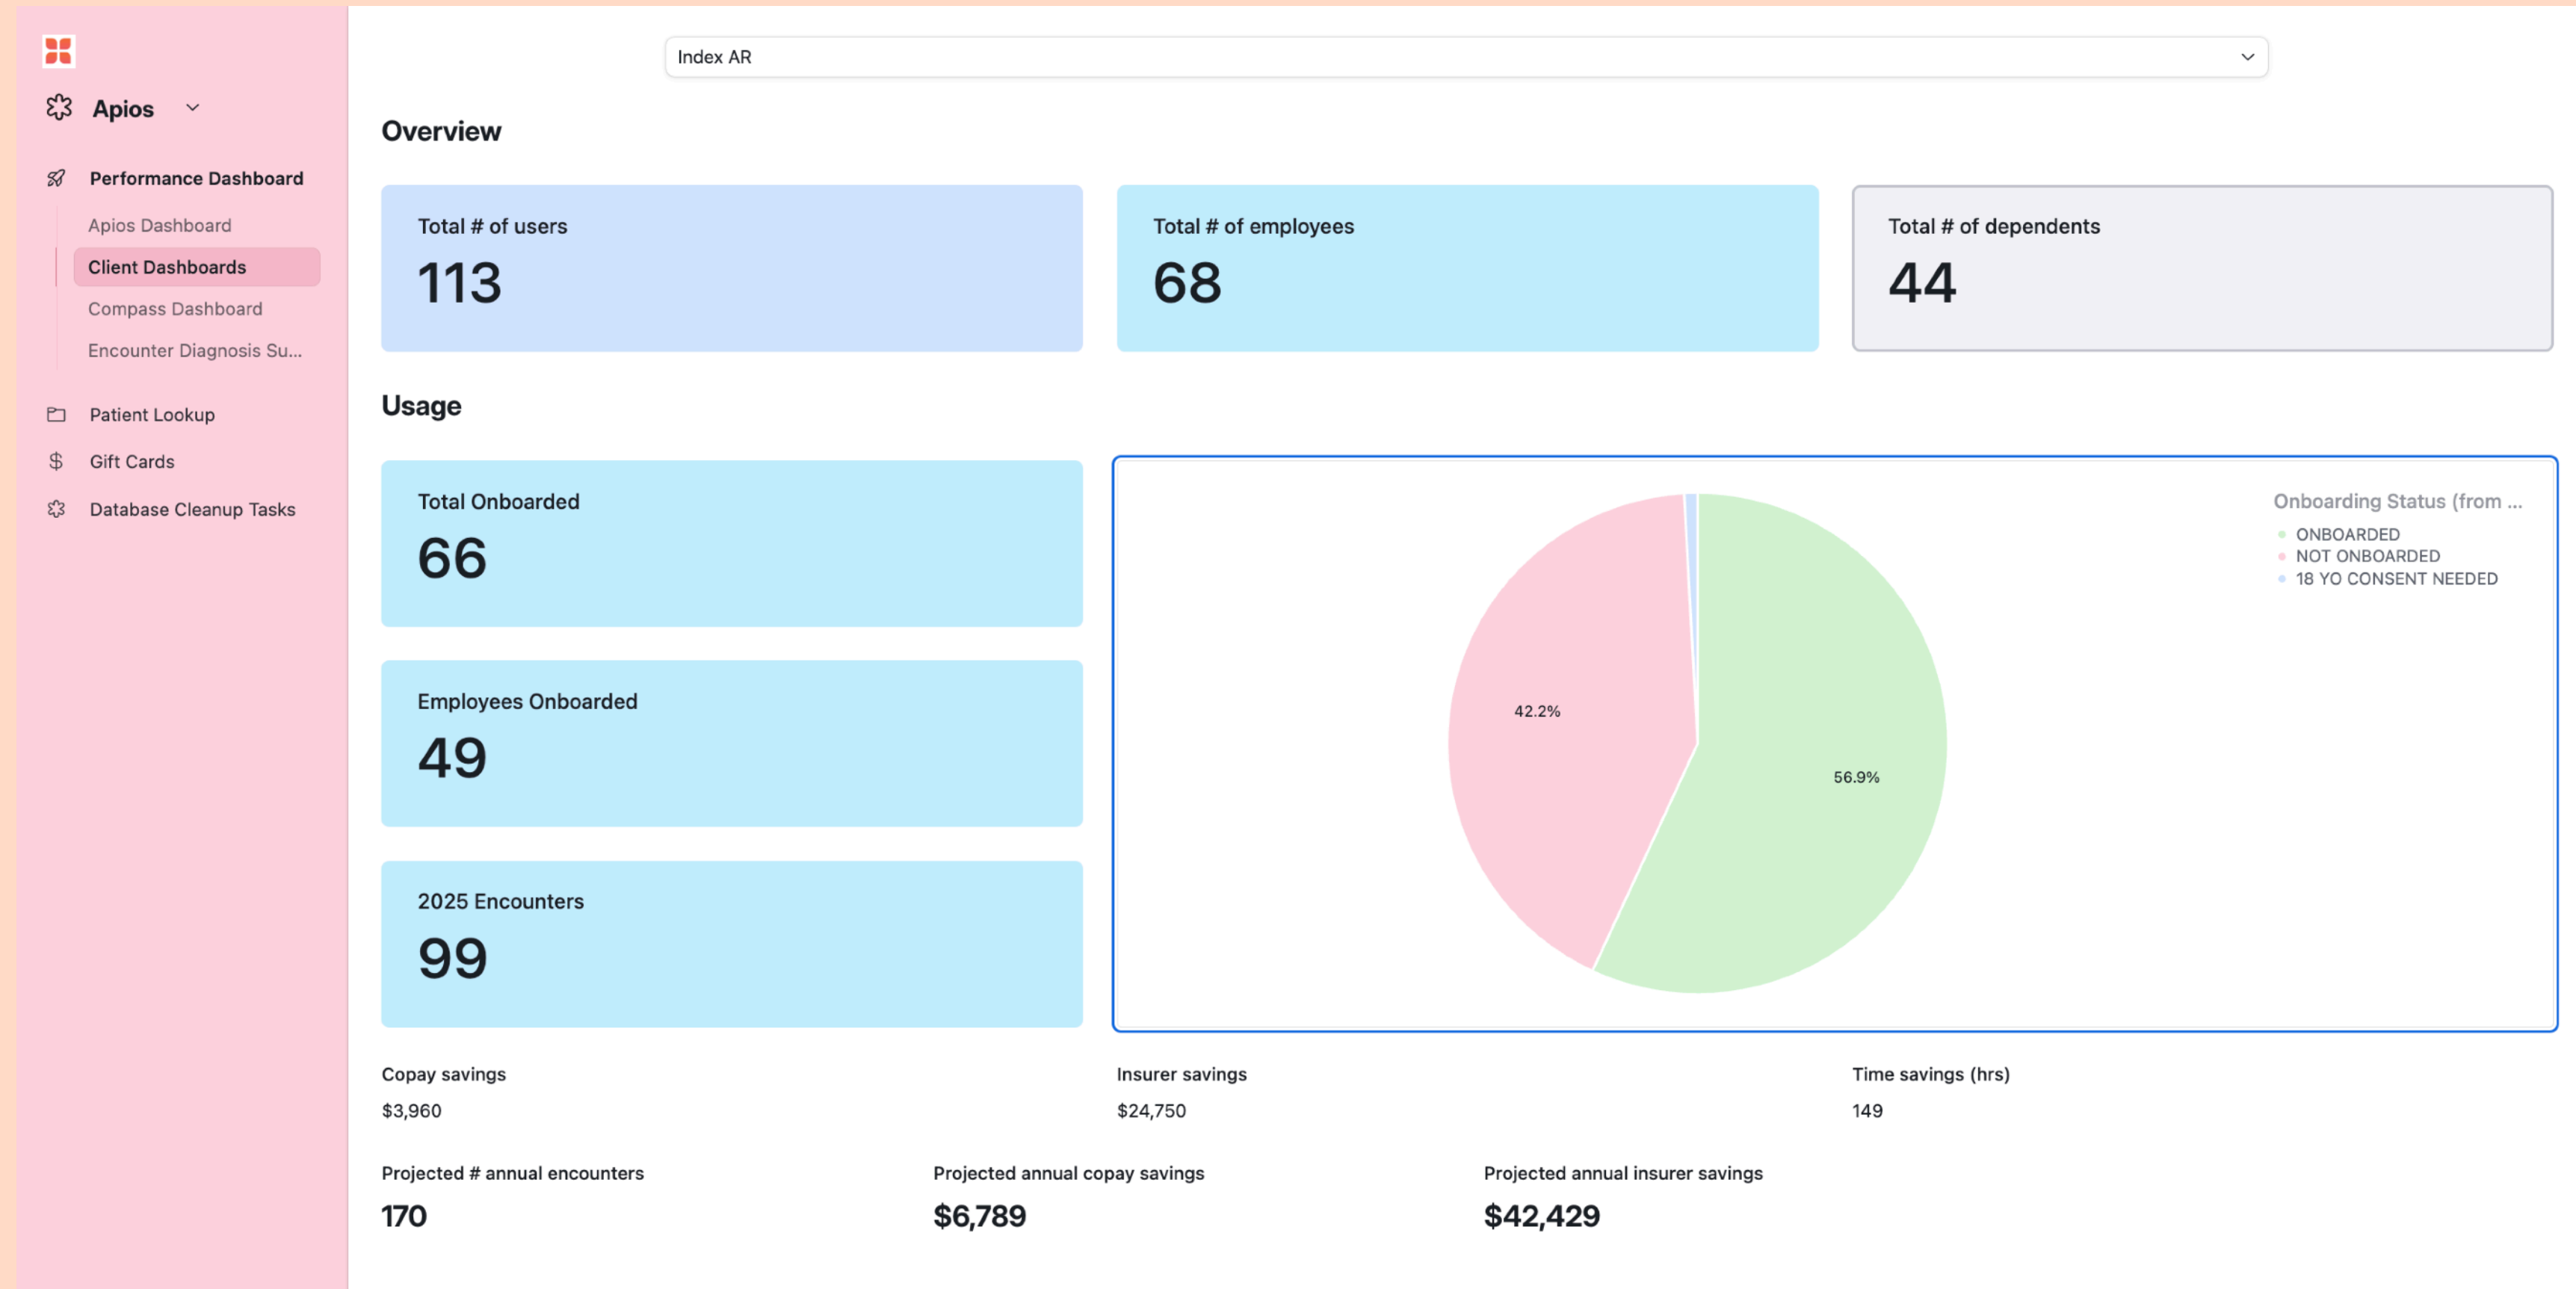 Index AR
Apios
Performance Dashboard
Apios Dashboard
Client Dashboards
Compass Dashboard
Encounter Diagnosis Su...
Patient Lookup
Gift Cards
Database Cleanup Tasks
Overview
Total # of users
113
Total # of employees
68
Total # of dependents
44
Usage
Total Onboarded
66
Employees Onboarded
49
2025 Encounters
99
Onboarding Status (from ...
ONBOARDED
NOT ONBOARDED
18 YO CONSENT NEEDED
42.2%
56.9%
Copay savings
$3,960
Insurer savings
$24,750
Time savings (hrs)
149
Projected # annual encounters
170
Projected annual copay savings
$6,789
Projected annual insurer savings
$42,429